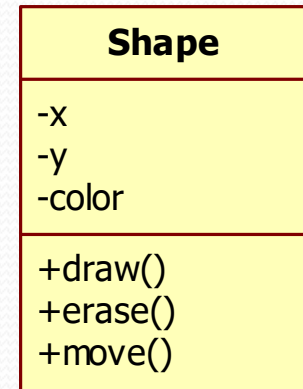 Shape
-x
-y
-color
+draw()
+erase()
+move()